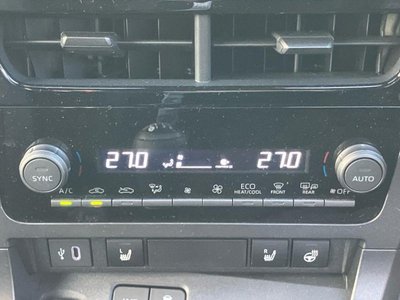 27.0 27.0
SYNC AUTO
A/C ECO HEAT/COOL FRONT REAR OFF
L R